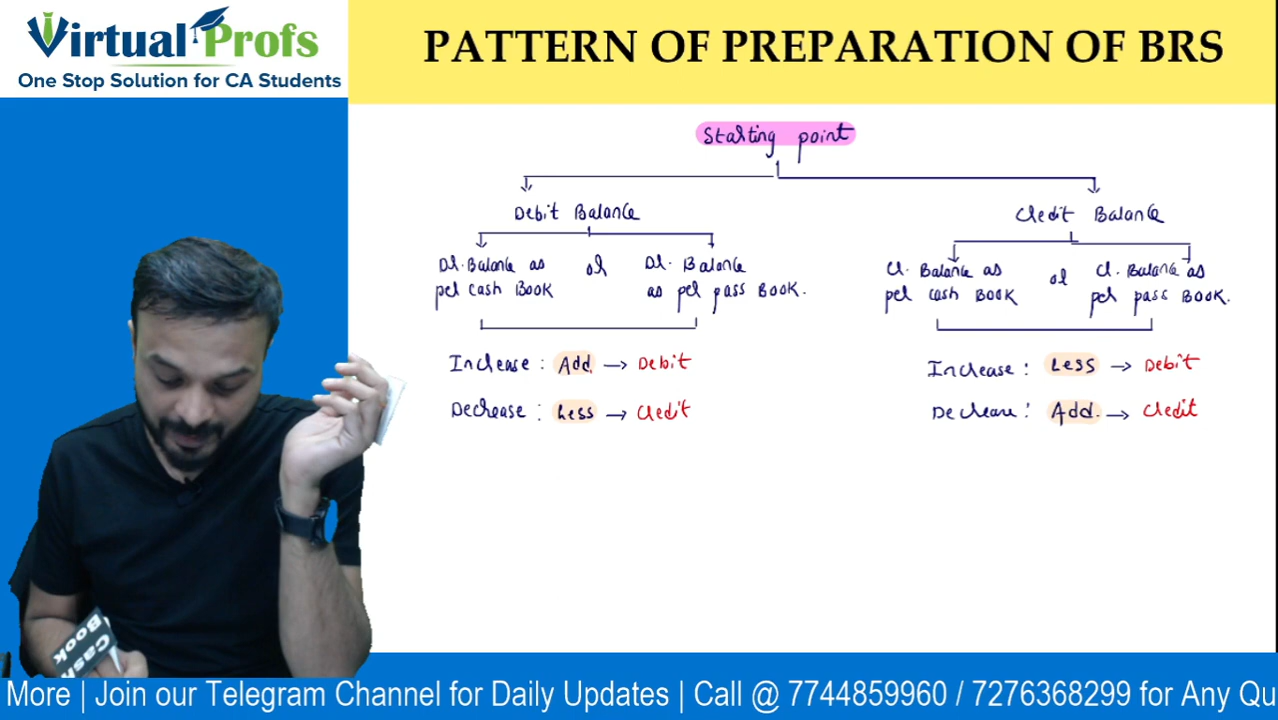 Virtual Profs
One Stop Solution for CA Students
PATTERN OF PREPARATION OF BRS
Starting point
Debit Balance
Credit Balance
Dr. Balance as
per cash Book
or
Dr. Balance
as per pass Book.
Cr. Balance as
per cash Book
or
Cr. Balance as
per pass Book.
Increase : Add → Debit
Decrease : Less → Credit
Increase : Less → Debit
Decrease : Add. → Credit
Cash
Book
More | Join our Telegram Channel for Daily Updates | Call @ 7744859960 / 7276368299 for Any Qu